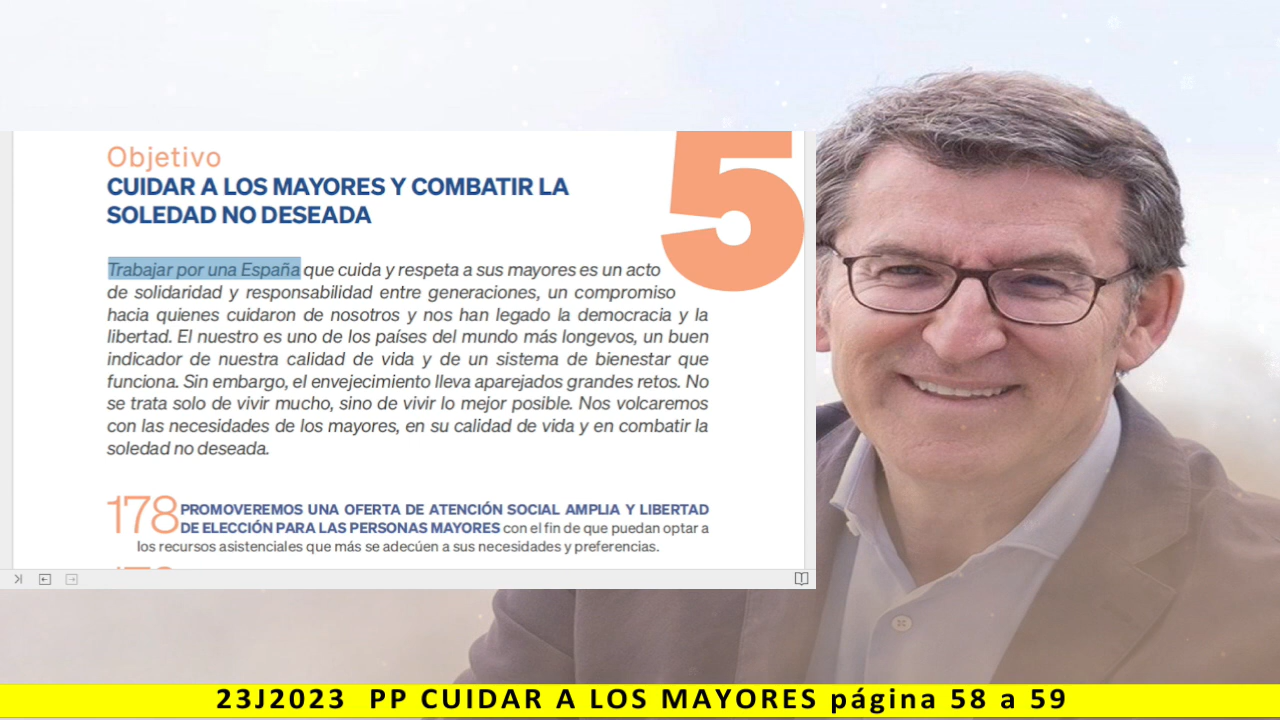 Objetivo
5
CUIDAR A LOS MAYORES Y COMBATIR LA
SOLEDAD NO DESEADA
Trabajar por una España que cuida y respeta a sus mayores es un acto
de solidaridad y responsabilidad entre generaciones, un compromiso
hacia quienes cuidaron de nosotros y nos han legado la democracia y la
libertad. El nuestro es uno de los países del mundo más longevos, un buen
indicador de nuestra calidad de vida y de un sistema de bienestar que
funciona. Sin embargo, el envejecimiento lleva aparejados grandes retos. No
se trata solo de vivir mucho, sino de vivir lo mejor posible. Nos volcaremos
con las necesidades de los mayores, en su calidad de vida y en combatir la
soledad no deseada.
178 PROMOVEREMOS UNA OFERTA DE ATENCIÓN SOCIAL AMPLIA Y LIBERTAD
DE ELECCIÓN PARA LAS PERSONAS MAYORES con el fin de que puedan optar a
los recursos asistenciales que más se adecúen a sus necesidades y preferencias.
23J2023 PP CUIDAR A LOS MAYORES página 58 a 59